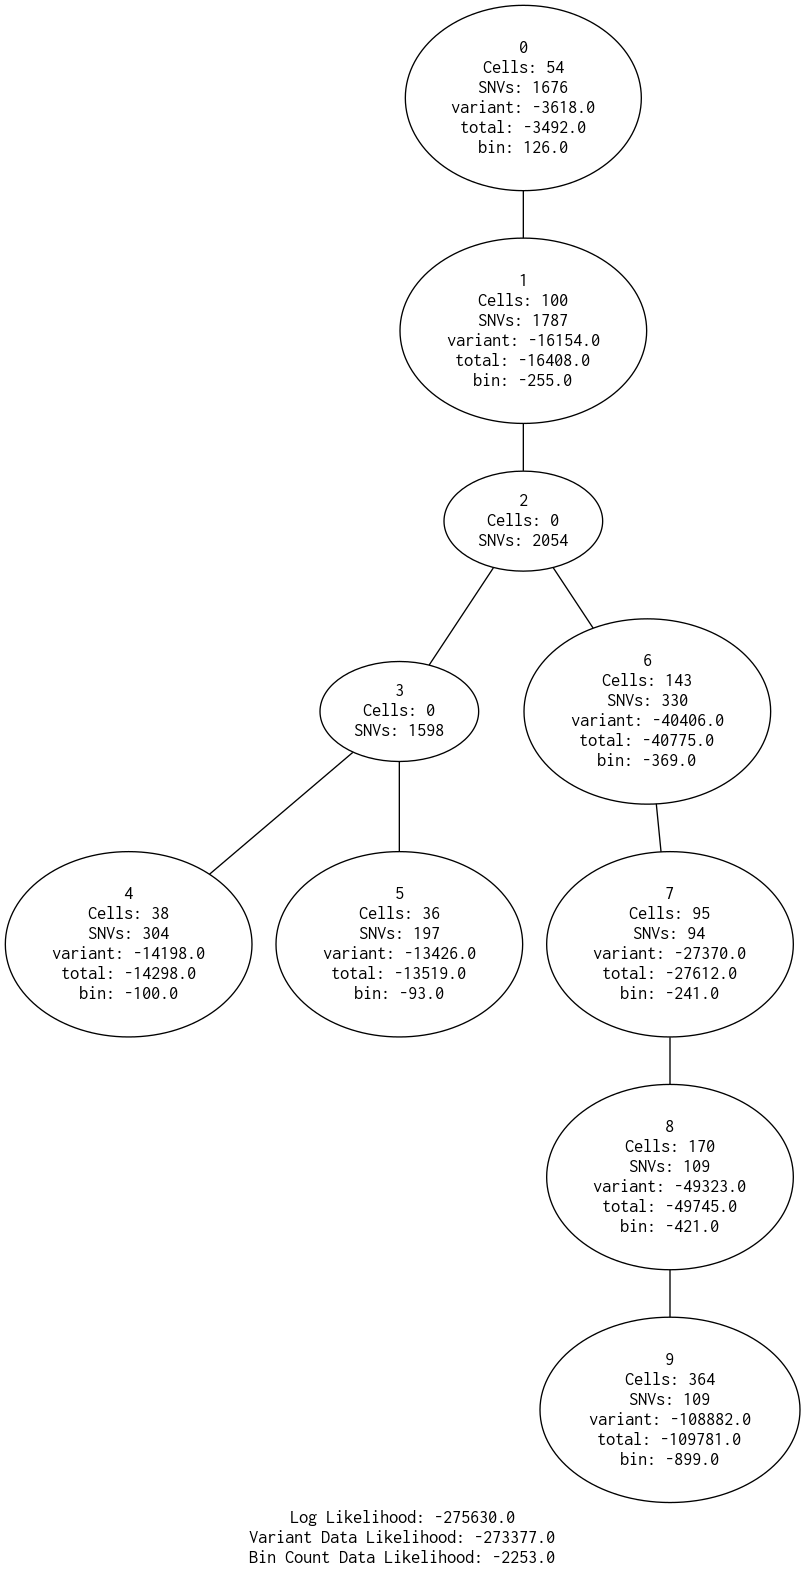 0
Cells: 54
SNVs: 1676
variant: -3618.0
total: -3492.0
bin: 126.0
1
Cells: 100
SNVs: 1787
variant: -16154.0
total: -16408.0
bin: -255.0
2
Cells: 0
SNVs: 2054
3
Cells: 0
SNVs: 1598
6
Cells: 143
SNVs: 330
variant: -40406.0
total: -40775.0
bin: -369.0
4
Cells: 38
SNVs: 304
variant: -14198.0
total: -14298.0
bin: -100.0
5
Cells: 36
SNVs: 197
variant: -13426.0
total: -13519.0
bin: -93.0
7
Cells: 95
SNVs: 94
variant: -27370.0
total: -27612.0
bin: -241.0
8
Cells: 170
SNVs: 109
variant: -49323.0
total: -49745.0
bin: -421.0
9
Cells: 364
SNVs: 109
variant: -108882.0
total: -109781.0
bin: -899.0
Log Likelihood: -275630.0
Variant Data Likelihood: -273377.0
Bin Count Data Likelihood: -2253.0